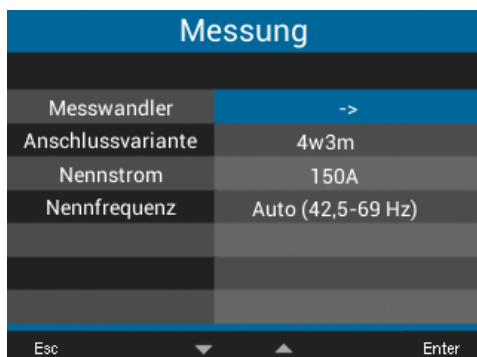 Messung
Messwandler ->
Anschlussvariante 4w3m
Nennstrom 150A
Nennfrequenz Auto (42,5-69 Hz)
Esc Enter